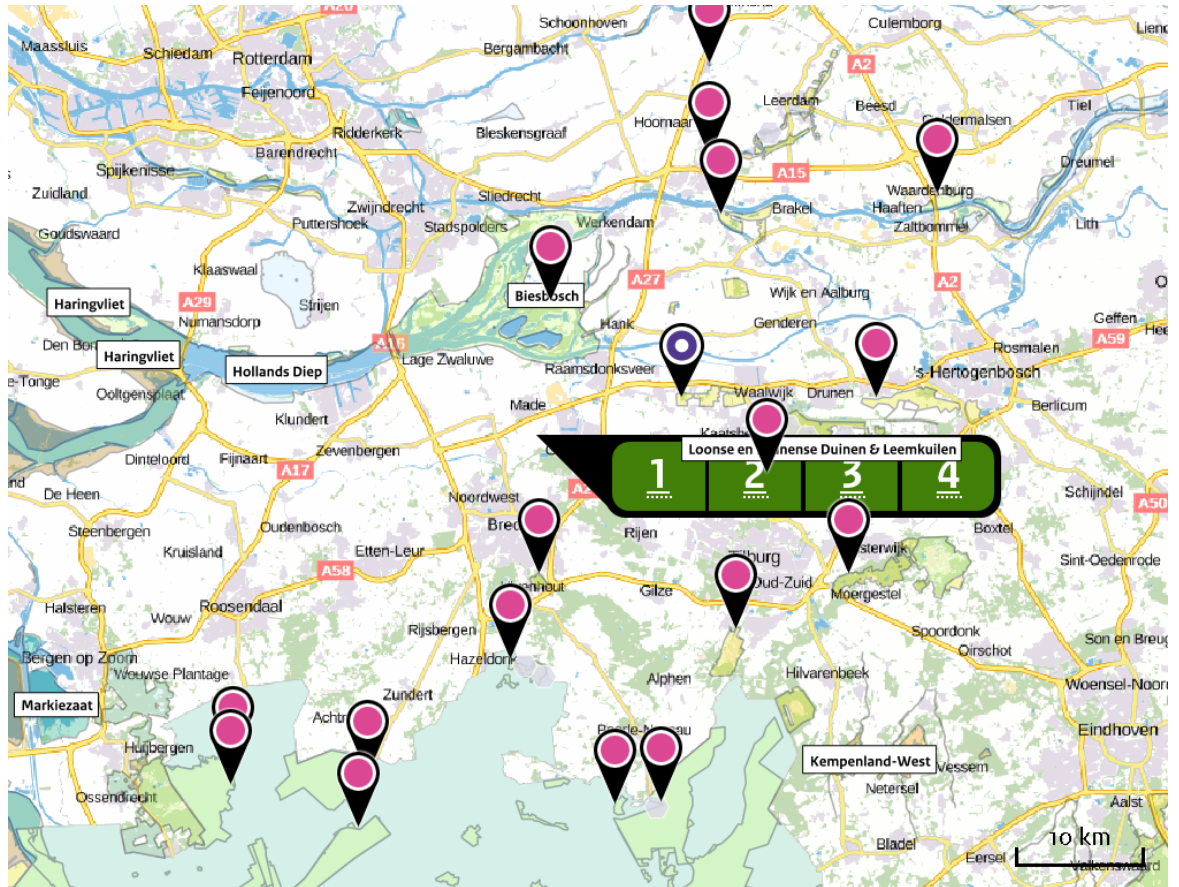 A20
Maassluis
Schiedam
Rotterdam
Schoonhoven
Bergambacht
Culemborg
A2
Feijenoord
Leerdam
Beesd
Tiel
Ridderkerk
Bleskensgraaf
Hoornaar
Barendrecht
Spijkenisse
A15
Dreumel
Zuidland
Zwijndrecht
Sliedrecht
Waardenburg
Puttershoek
Stadspolders
Werkendam
Brakel
Haaften
Zaltbommel
Lith
Goudswaard
Klaaswaal
A27
A2
Haringvliet
A29
Strijen
Biesbosch
Wijk en Aalburg
Numansdorp
Hank
Genderen
Geffen
A59
Haringvliet
A16
Lage Zwaluwe
Rosmalen
Hollands Diep
Raamsdonksveer
's-Hertogenbosch
Ooltgensplaat
Waalwijk
Drunen
Made
Berlicum
Klundert
Zevenbergen
Loonse en
Duinen & Leemkuilen
Dinteloord
Fijnaart
A17
1
2
3
4
De Heen
Noordwest
Schijndel
A50
Steenbergen
Oudenbosch
Rijen
Boxtel
Kruisland
Etten-Leur
Tilburg
Sint-Oedenrode
A58
Gilze
Oud-Zuid
Halsteren
Roosendaal
Moergestel
Wouw
Rijsbergen
Spoordonk
Son en Breug
Bergen op Zoom
Hazeldonk
Oirschot
Wouwse Plantage
Alphen
Hilvarenbeek
Zundert
Woensel-Noord
Markiezaat
Huijbergen
Eindhoven
Kempenland-West
Vessem
Netersel
Ossendrecht
Aalst
Bladel
10 km
Eersel
Valkenswaard